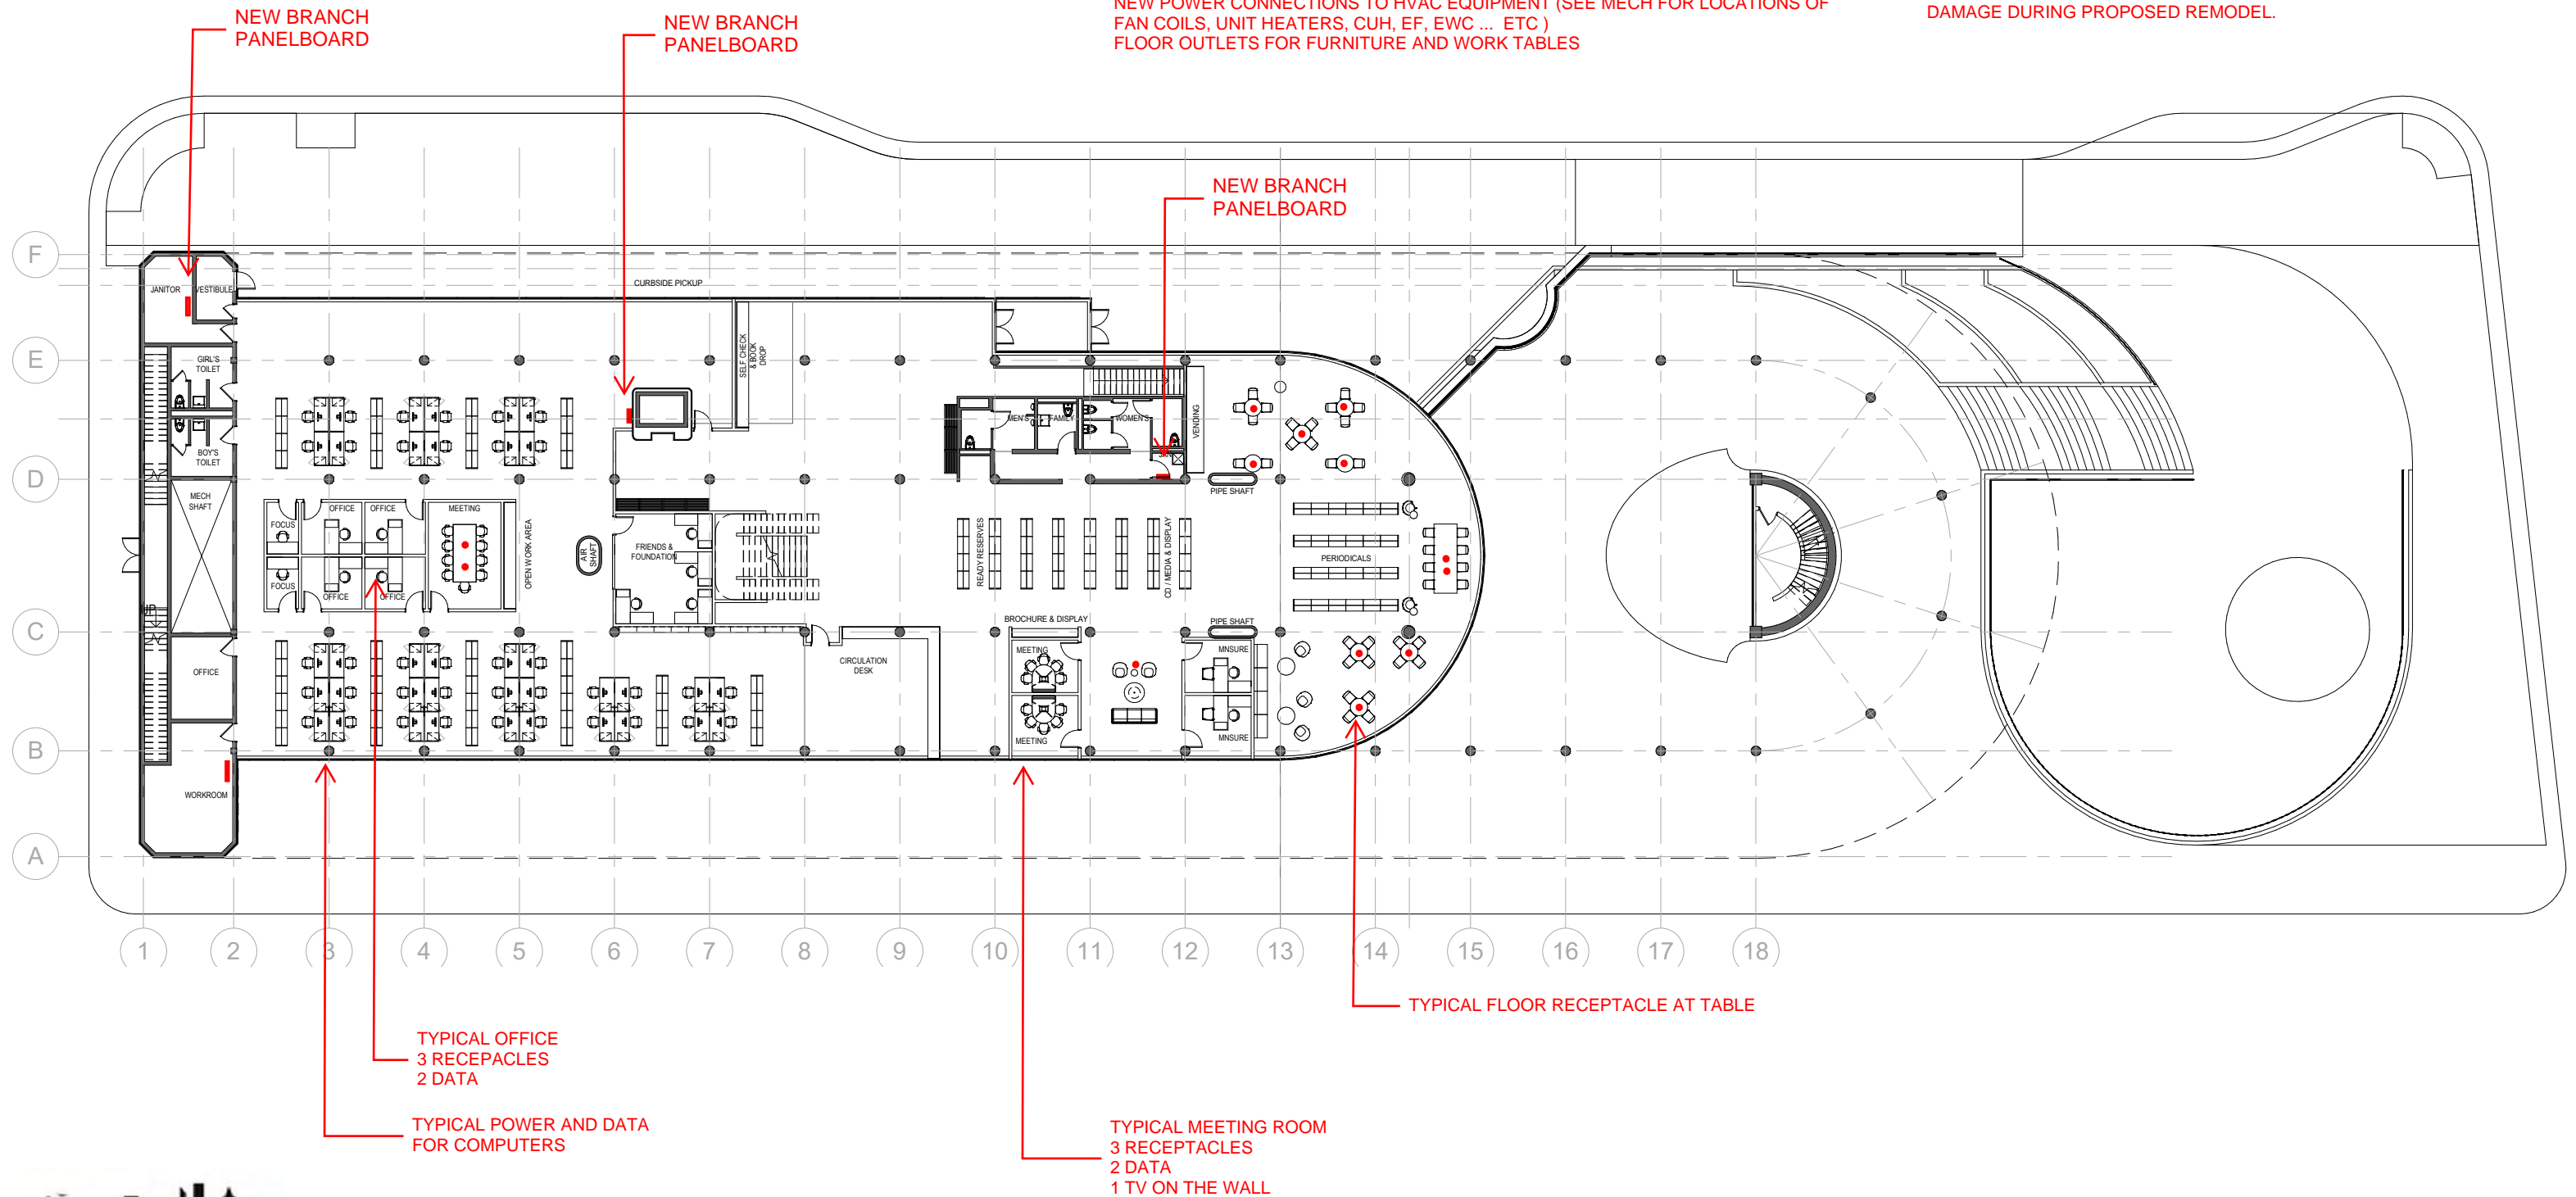 NEW POWER CONNECTIONS TO HVAC EQUIPMENT (SEE MECH FOR LOCATIONS OF
FAN COILS, UNIT HEATERS, CUH, EF, EWC ... ETC )
FLOOR OUTLETS FOR FURNITURE AND WORK TABLES
DAMAGE DURING PROPOSED REMODEL.
NEW BRANCH
PANELBOARD
NEW BRANCH
PANELBOARD
NEW BRANCH
PANELBOARD
F
E
D
C
B
A
JANITOR
VESTIBULE
CURBSIDE PICKUP
GIRL'S
TOILET
BOY'S
TOILET
MECH
SHAFT
UP
OFFICE
WORKROOM
SELF CHECK
& BOOK
DROP
MEN'S
FAMILY
WOMEN'S
JAN
VENDING
PIPE SHAFT
FOCUS
OFFICE
OFFICE
MEETING
FOCUS
OFFICE
OFFICE
OPEN WORK AREA
AIR
SHAFT
FRIENDS &
FOUNDATION
READY RESERVES
CD / MEDIA & DISPLAY
PERIODICALS
BROCHURE & DISPLAY
PIPE SHAFT
CIRCULATION
DESK
MEETING
MEETING
MNSURE
MNSURE
1
2
3
4
5
6
7
8
9
10
11
12
13
14
15
16
17
18
TYPICAL FLOOR RECEPTACLE AT TABLE
TYPICAL OFFICE
3 RECEPACLES
2 DATA
TYPICAL POWER AND DATA
FOR COMPUTERS
TYPICAL MEETING ROOM
3 RECEPTACLES
2 DATA
1 TV ON THE WALL